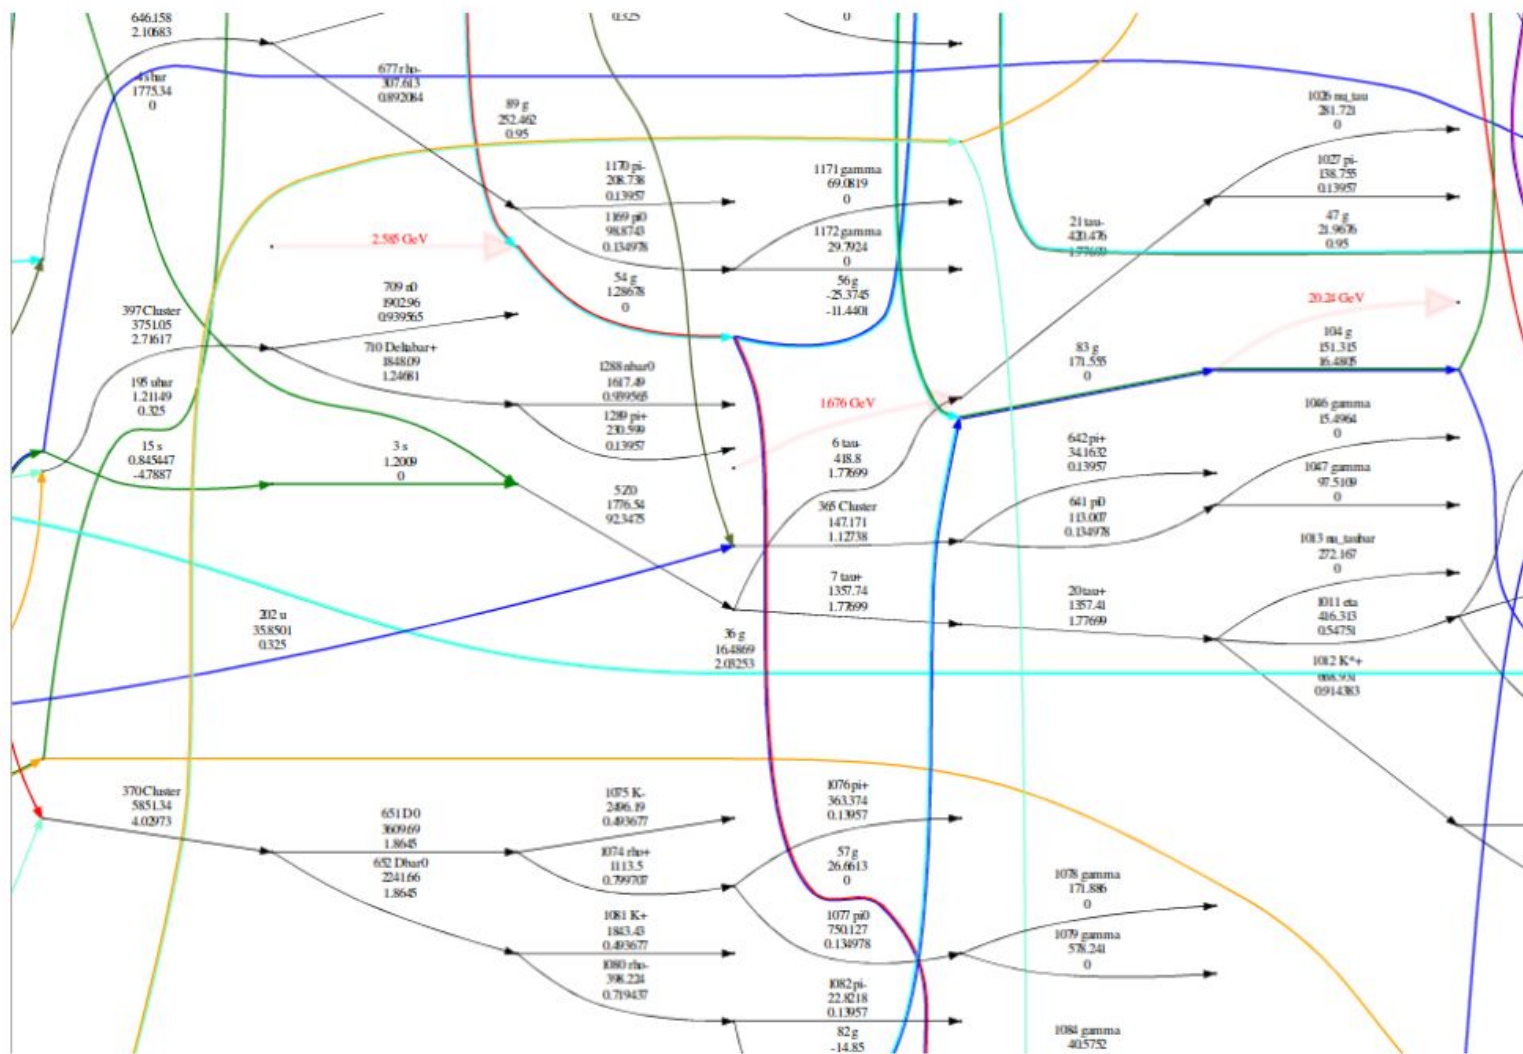 646.158
2.10683
0.325
0
0
4 sbar
1775.34
0
677 rho-
307.613
0.892084
89 g
252.462
0.95
1026 nu_tau
281.721
0
1170 pi-
208.738
0.13957
1171 gamma
69.0819
0
1027 pi-
138.755
0.13957
1169 pi0
98.8743
0.134978
1172 gamma
29.7924
0
21 tau-
420.476
1.77699
47 g
21.9676
0.95
2.585 GeV
54 g
1.28678
0
56 g
-25.3745
-11.4401
20.24 GeV
397 Cluster
3751.05
2.71617
709 n0
1902.96
0.939565
710 Deltabar+
1848.09
1.24681
83 g
171.555
0
104 g
151.315
16.4805
195 ubar
1.21149
0.325
1288 nbar0
1617.49
0.939565
1289 pi+
230.599
0.13957
1.676 GeV
1046 gamma
15.4964
0
15 s
0.845447
-4.7887
3 s
1.2009
0
6 tau-
418.8
1.77699
642 pi+
34.1632
0.13957
1047 gamma
97.5109
0
5 Z0
1776.54
92.3475
365 Cluster
147.171
1.12738
641 pi0
113.007
0.134978
1013 nu_taubar
272.167
0
7 tau+
1357.74
1.77699
20 tau+
1357.41
1.77699
1011 eta
416.313
0.54751
202 u
35.8501
0.325
36 g
16.4869
2.03253
1012 K*+
668.931
0.914383
370 Cluster
5851.34
4.02973
651 D0
3609.69
1.8645
1075 K-
2496.19
0.493677
1076 pi+
363.374
0.13957
652 Dbar0
2241.66
1.8645
1074 rho+
1113.5
0.799707
57 g
26.6613
0
1078 gamma
171.886
0
1081 K+
1843.43
0.493677
1077 pi0
750.127
0.134978
1079 gamma
578.241
0
1080 rho-
398.224
0.719437
1082 pi-
22.8218
0.13957
82 g
-14.85
1084 gamma
40.5752